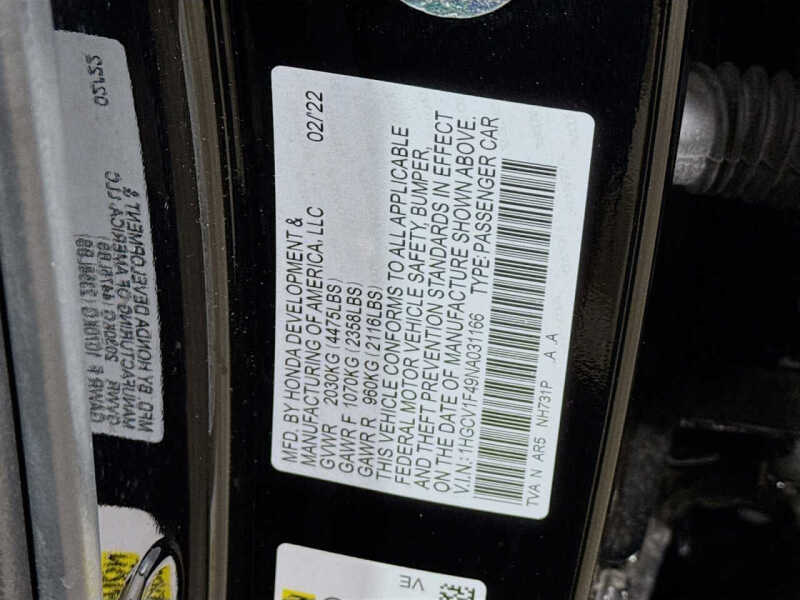 MFD. BY HONDA DEVELOPMENT & 02/'22
MANUFACTURING OF AMERICA, LLC
GVWR 2030KG (4475LBS)
GAWR F 1070KG (2358LBS)
GAWR R 960KG (2116LBS)
THIS VEHICLE CONFORMS TO ALL APPLICABLE
FEDERAL MOTOR VEHICLE SAFETY, BUMPER,
AND THEFT PREVENTION STANDARDS IN EFFECT
ON THE DATE OF MANUFACTURE SHOWN ABOVE.
V.I.N: 1HGCV1F49NA031166 TYPE:PASSENGER CAR
TVA N AR5 NH731P A A
VE